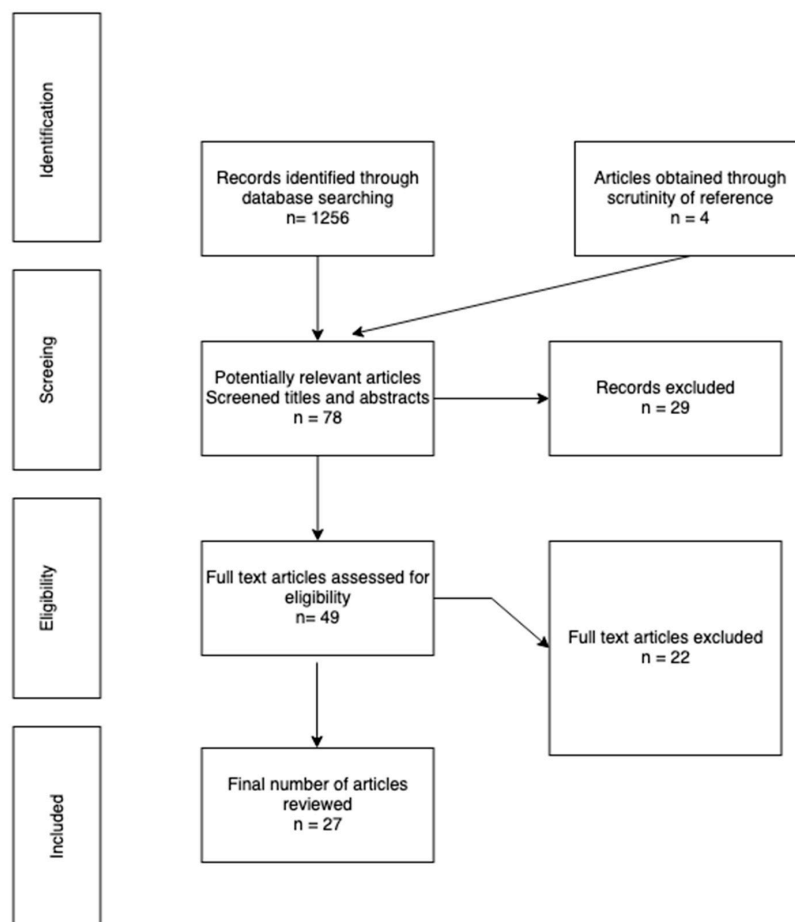 Identification
Records identified through
database searching
n= 1256
Articles obtained through
scrutiny of reference
n = 4
Screeing
Potentially relevant articles
Screened titles and abstracts
n = 78
Records excluded
n = 29
Eligibility
Full text articles assessed for
eligibility
n= 49
Full text articles excluded
n = 22
Included
Final number of articles
reviewed
n = 27